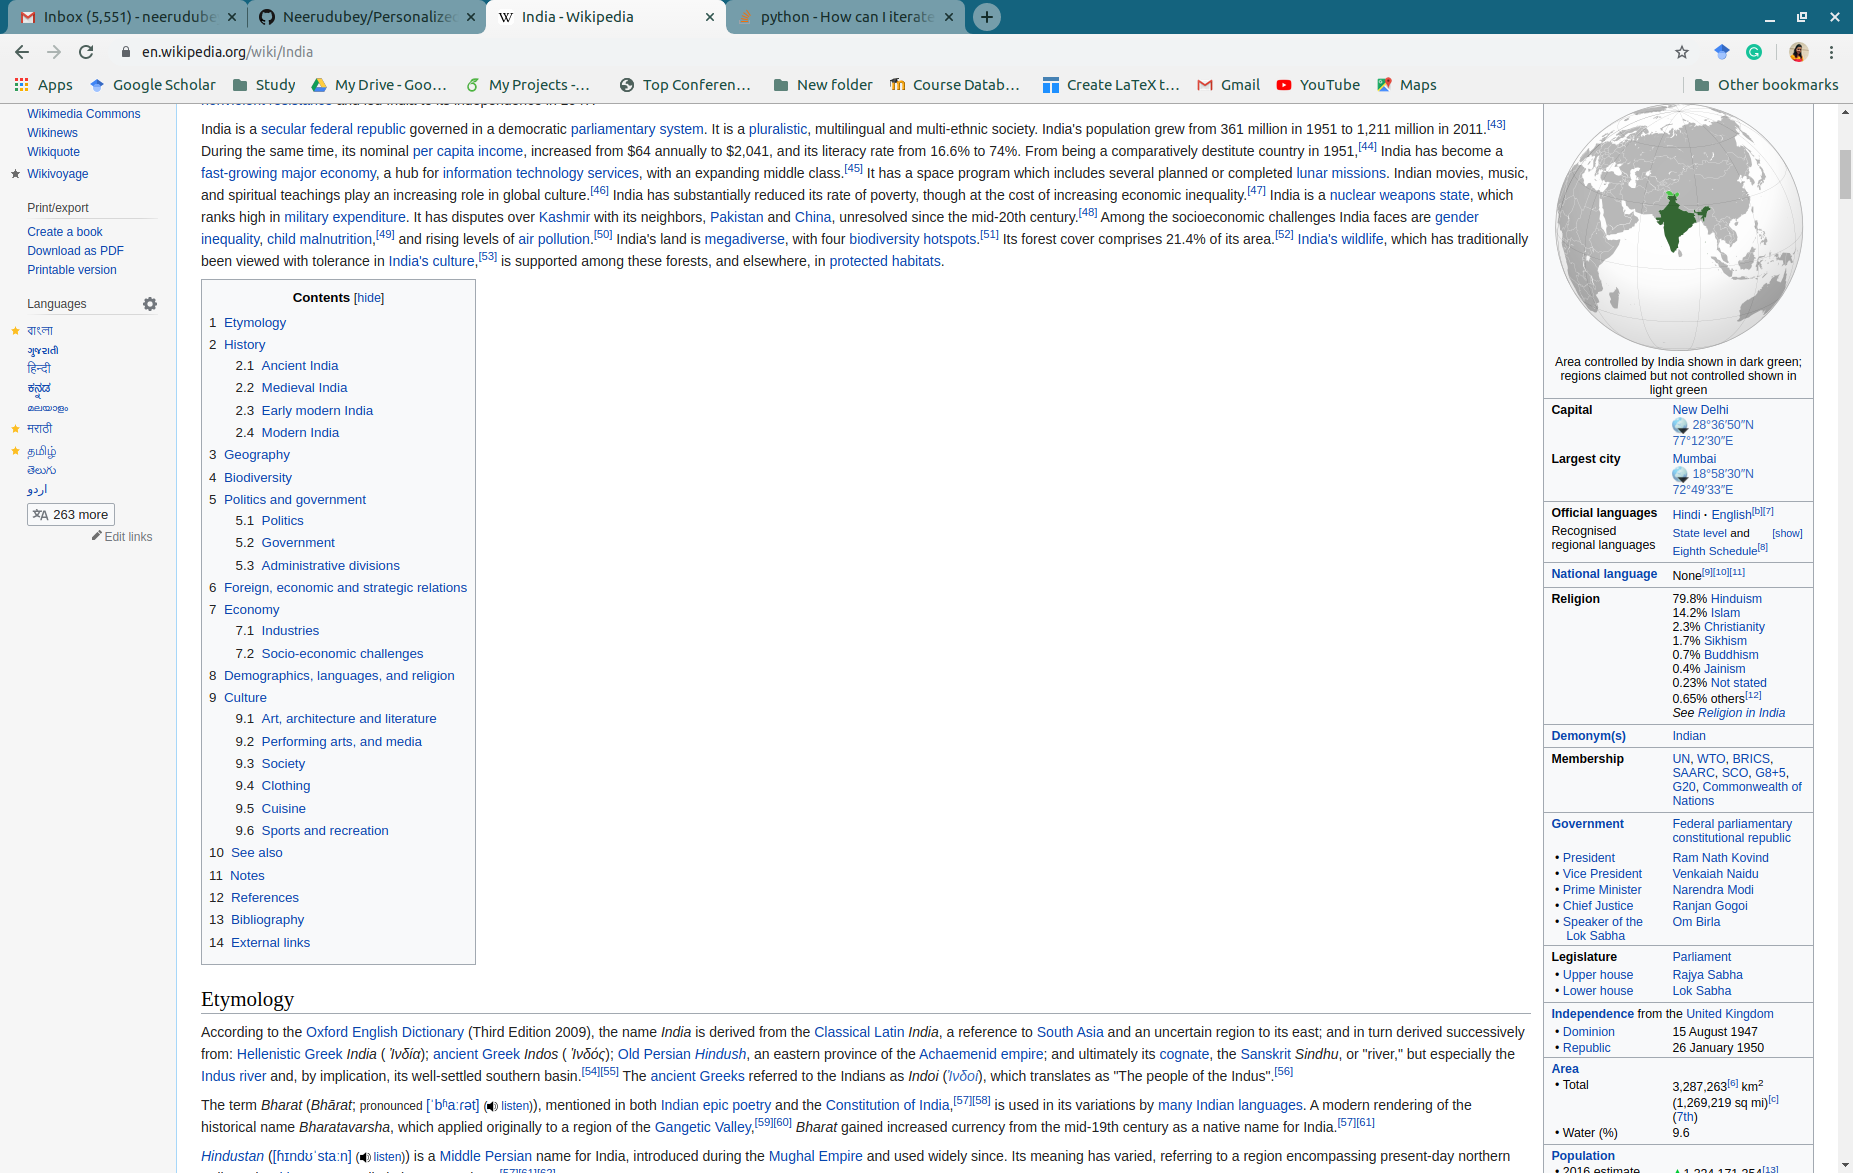 Inbox (5,551) - neerudube
Neerudubey/Personalized
India - Wikipedia
python - How can I iterate
en.wikipedia.org/wiki/India
Apps
Google Scholar
Study
My Drive - Goo...
My Projects -...
Top Conferen...
New folder
Course Datab...
Create LaTeX t...
Gmail
YouTube
Maps
Other bookmarks
Wikimedia Commons
Wikinews
Wikiquote
Wikivoyage
Print/export
Create a book
Download as PDF
Printable version
Languages
বাংলা
ગુજરાતી
हिन्दी
ಕನ್ನಡ
മലയാളം
मराठी
தமிழ்
తెలుగు
اردو
263 more
Edit links
India is a secular federal republic governed in a democratic parliamentary system. It is a pluralistic, multilingual and multi-ethnic society. India's population grew from 361 million in 1951 to 1,211 million in 2011.[43]
During the same time, its nominal per capita income, increased from $64 annually to $2,041, and its literacy rate from 16.6% to 74%. From being a comparatively destitute country in 1951,[44] India has become a
fast-growing major economy, a hub for information technology services, with an expanding middle class.[45] It has a space program which includes several planned or completed lunar missions. Indian movies, music,
and spiritual teachings play an increasing role in global culture.[46] India has substantially reduced its rate of poverty, though at the cost of increasing economic inequality.[47] India is a nuclear weapons state, which
ranks high in military expenditure. It has disputes over Kashmir with its neighbors, Pakistan and China, unresolved since the mid-20th century.[48] Among the socioeconomic challenges India faces are gender
inequality, child malnutrition,[49] and rising levels of air pollution.[50] India's land is megadiverse, with four biodiversity hotspots.[51] Its forest cover comprises 21.4% of its area.[52] India's wildlife, which has traditionally
been viewed with tolerance in India's culture,[53] is supported among these forests, and elsewhere, in protected habitats.
Contents [hide]
1 Etymology
2 History
2.1 Ancient India
2.2 Medieval India
2.3 Early modern India
2.4 Modern India
3 Geography
4 Biodiversity
5 Politics and government
5.1 Politics
5.2 Government
5.3 Administrative divisions
6 Foreign, economic and strategic relations
7 Economy
7.1 Industries
7.2 Socio-economic challenges
8 Demographics, languages, and religion
9 Culture
9.1 Art, architecture and literature
9.2 Performing arts, and media
9.3 Society
9.4 Clothing
9.5 Cuisine
9.6 Sports and recreation
10 See also
11 Notes
12 References
13 Bibliography
14 External links
Etymology
According to the Oxford English Dictionary (Third Edition 2009), the name India is derived from the Classical Latin India, a reference to South Asia and an uncertain region to its east; and in turn derived successively
from: Hellenistic Greek India ( Ἰνδία); ancient Greek Indos ( Ἰνδός); Old Persian Hindush, an eastern province of the Achaemenid empire; and ultimately its cognate, the Sanskrit Sindhu, or "river," but especially the
Indus river and, by implication, its well-settled southern basin.[54][55] The ancient Greeks referred to the Indians as Indoi (Ἰνδοί), which translates as "The people of the Indus".[56]
The term Bharat (Bhārat; pronounced [ˈbʱaːrət] (listen)), mentioned in both Indian epic poetry and the Constitution of India,[57][58] is used in its variations by many Indian languages. A modern rendering of the
historical name Bharatavarsha, which applied originally to a region of the Gangetic Valley,[59][60] Bharat gained increased currency from the mid-19th century as a native name for India.[57][61]
Hindustan ([ɦɪndʊˈstaːn] (listen)) is a Middle Persian name for India, introduced during the Mughal Empire and used widely since. Its meaning has varied, referring to a region encompassing present-day northern
Area controlled by India shown in dark green;
regions claimed but not controlled shown in
light green
Capital New Delhi
28°36′50″N
77°12′30″E
Largest city Mumbai
18°58′30″N
72°49′33″E
Official languages Hindi · English[b][7]
Recognised State level and [show]
regional languages Eighth Schedule[8]
National language None[9][10][11]
Religion 79.8% Hinduism
14.2% Islam
2.3% Christianity
1.7% Sikhism
0.7% Buddhism
0.4% Jainism
0.23% Not stated
0.65% others[12]
See Religion in India
Demonym(s) Indian
Membership UN, WTO, BRICS,
SAARC, SCO, G8+5,
G20, Commonwealth of
Nations
Government Federal parliamentary
constitutional republic
• President Ram Nath Kovind
• Vice President Venkaiah Naidu
• Prime Minister Narendra Modi
• Chief Justice Ranjan Gogoi
• Speaker of the Om Birla
Lok Sabha
Legislature Parliament
• Upper house Rajya Sabha
• Lower house Lok Sabha
Independence from the United Kingdom
• Dominion 15 August 1947
• Republic 26 January 1950
Area
• Total 3,287,263[6] km2
(1,269,219 sq mi)[c]
(7th)
• Water (%) 9.6
Population
• 2016 estimate